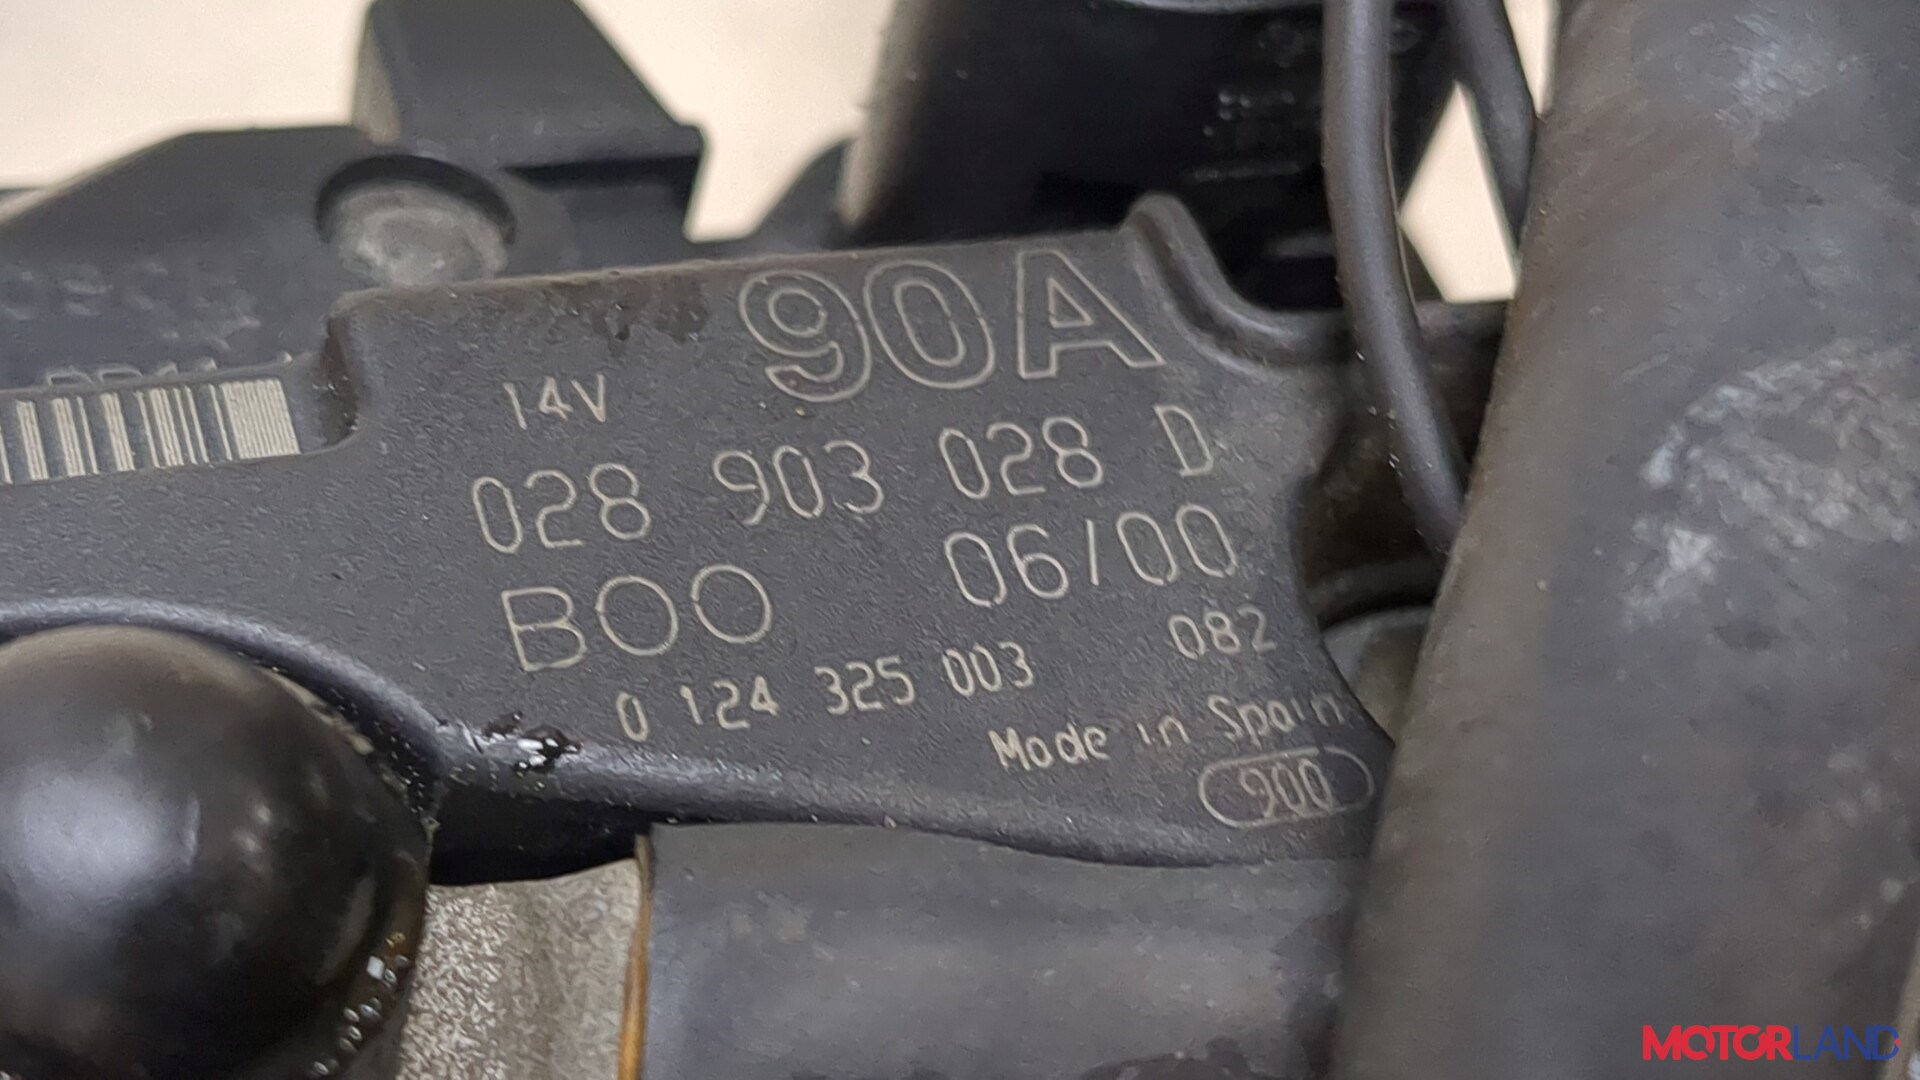 90A
14V
028 903 028 D
BOO 06/00
0 124 325 003 082
Made in Spain
900
MOTORLAND